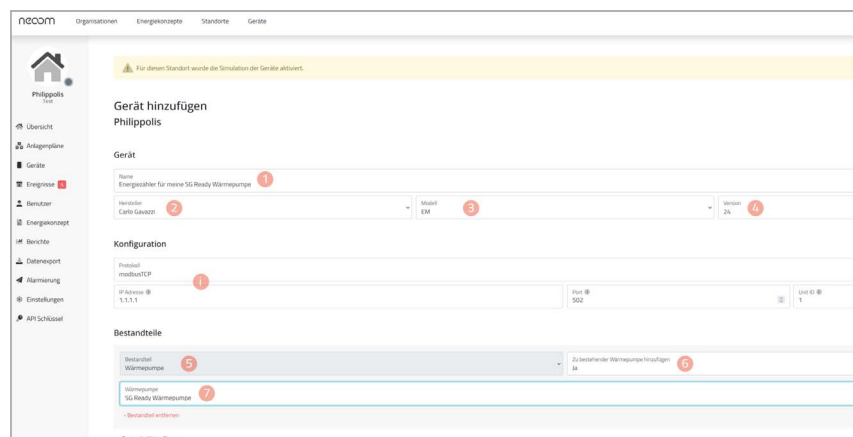 neoom Organisationen Energiekonzepte Standorte Geräte
Für diesen Standort wurde die Simulation der Geräte aktiviert.
Philippolis
Test
Übersicht
Anlagenpläne
Geräte
Ereignisse
Benutzer
Energiekonzept
Berichte
Datenexport
Alarmierung
Einstellungen
API Schlüssel
Gerät hinzufügen
Philippolis
Gerät
Name
Energiezähler für meine SG Ready Wärmepumpe 1
Hersteller Modell Version
Carlo Gavazzi 2 EM 3 24 4
Konfiguration
Protokoll
modbusTCP
i
IP Adresse Port Unit ID
1.1.1.1 502 1
Bestandteile
Bestandteil Zu bestehender Wärmepumpe hinzufügen
Wärmepumpe 5 Ja 6
Wärmepumpe
SG Ready Wärmepumpe 7
- Bestandteil entfernen